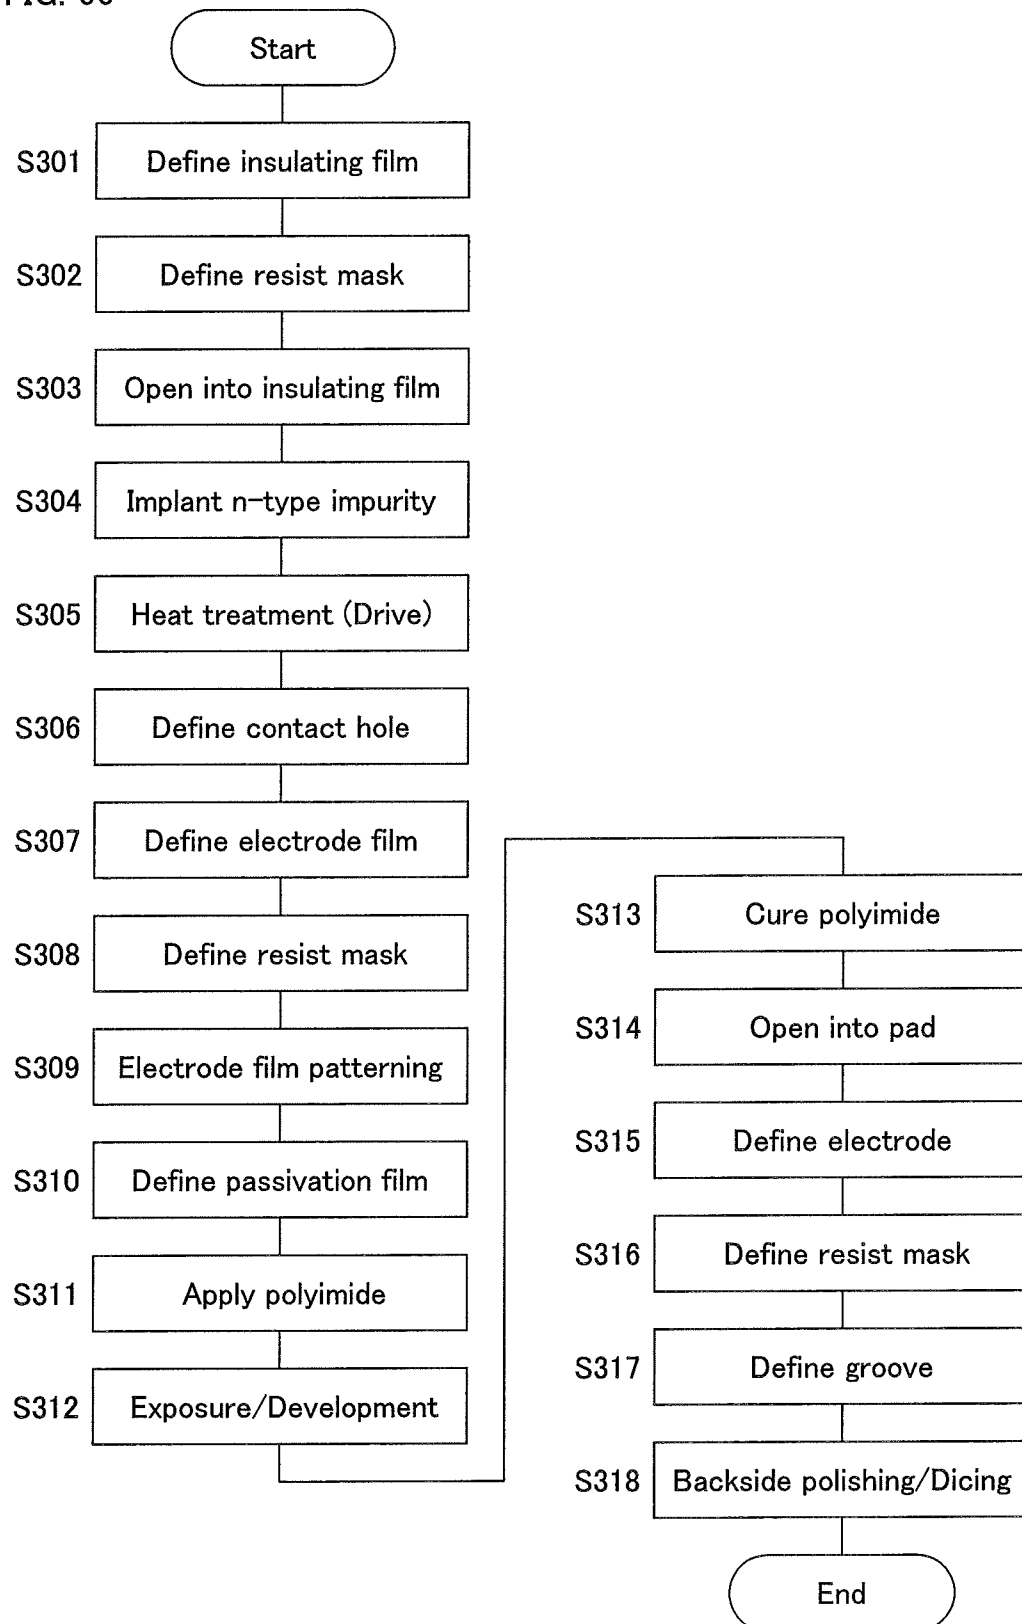 Start
S301 Define insulating film
S302 Define resist mask
S303 Open into insulating film
S304 Implant n-type impurity
S305 Heat treatment (Drive)
S306 Define contact hole
S307 Define electrode film
S308 Define resist mask
S309 Electrode film patterning
S310 Define passivation film
S311 Apply polyimide
S312 Exposure/Development
S313 Cure polyimide
S314 Open into pad
S315 Define electrode
S316 Define resist mask
S317 Define groove
S318 Backside polishing/Dicing
End